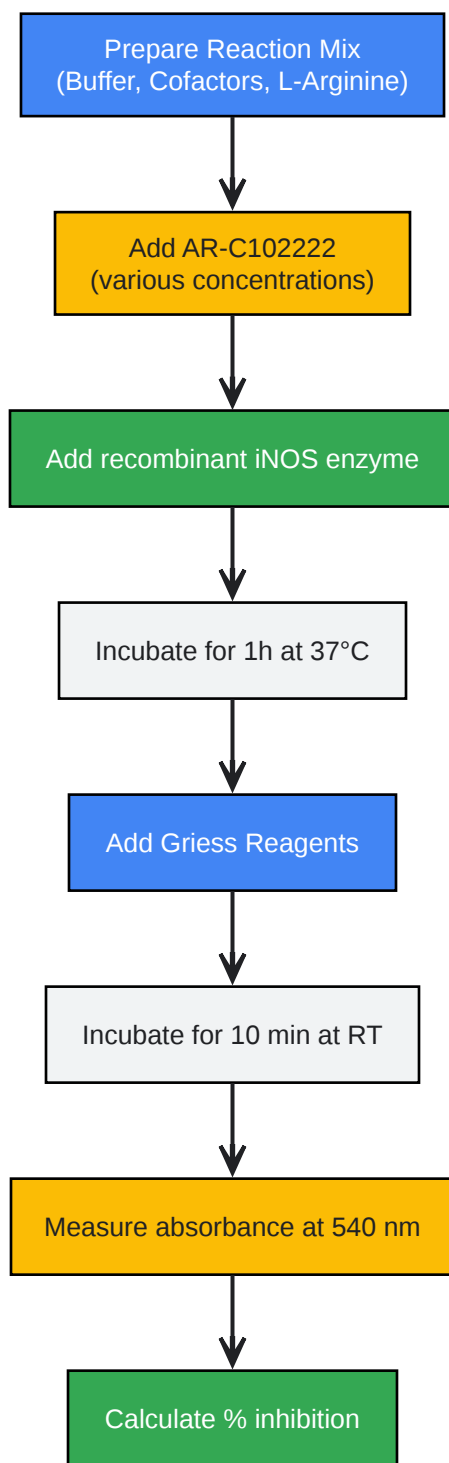 Prepare Reaction Mix
(Buffer, Cofactors, L-Arginine)
Add AR-C102222
(various concentrations)
Add recombinant iNOS enzyme
Incubate for 1h at 37°C
Add Griess Reagents
Incubate for 10 min at RT
Measure absorbance at 540 nm
Calculate % inhibition